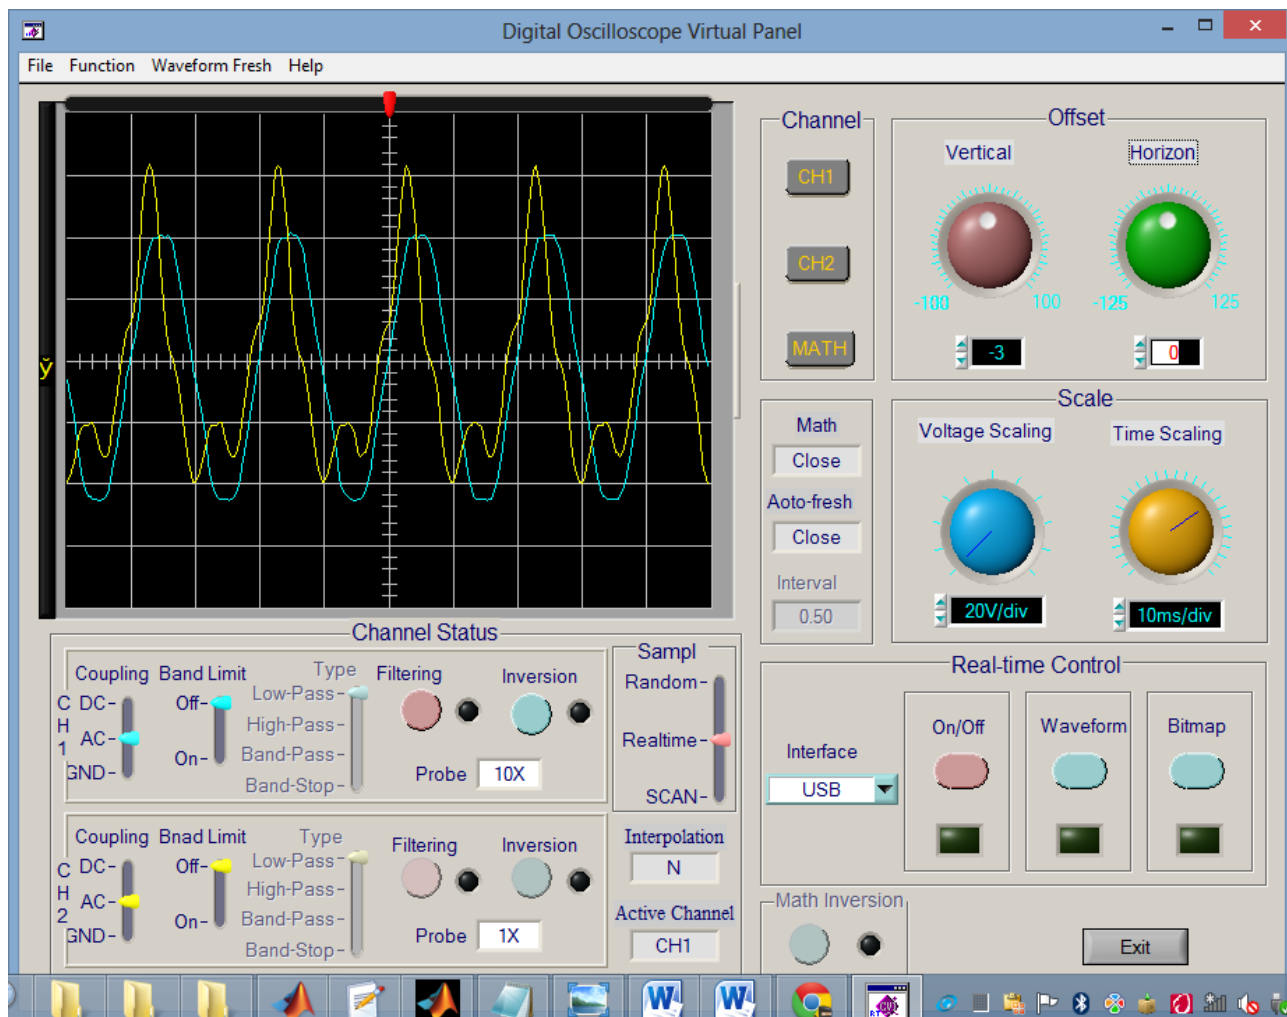 Digital Oscilloscope Virtual Panel
File Function Waveform Fresh Help
Channel
CH1
CH2
MATH
Offset
Vertical Horizon
-100 100 -125 125
-3 0
Math
Close
Aoto-fresh
Close
Interval
0.50
Scale
Voltage Scaling Time Scaling
20V/div 10ms/div
Channel Status
CH1
Coupling Band Limit Type Filtering Inversion
DC Off Low-Pass
High-Pass
AC
On Band-Pass
GND Probe 10X
Band-Stop
CH2
Coupling Bnad Limit Type Filtering Inversion
DC Off Low-Pass
High-Pass
AC
On Band-Pass
GND Probe 1X
Band-Stop
Sampl
Random
Realtime
SCAN
Interpolation
N
Active Channel
CH1
Real-time Control
Interface
USB
On/Off Waveform Bitmap
Math Inversion
Exit